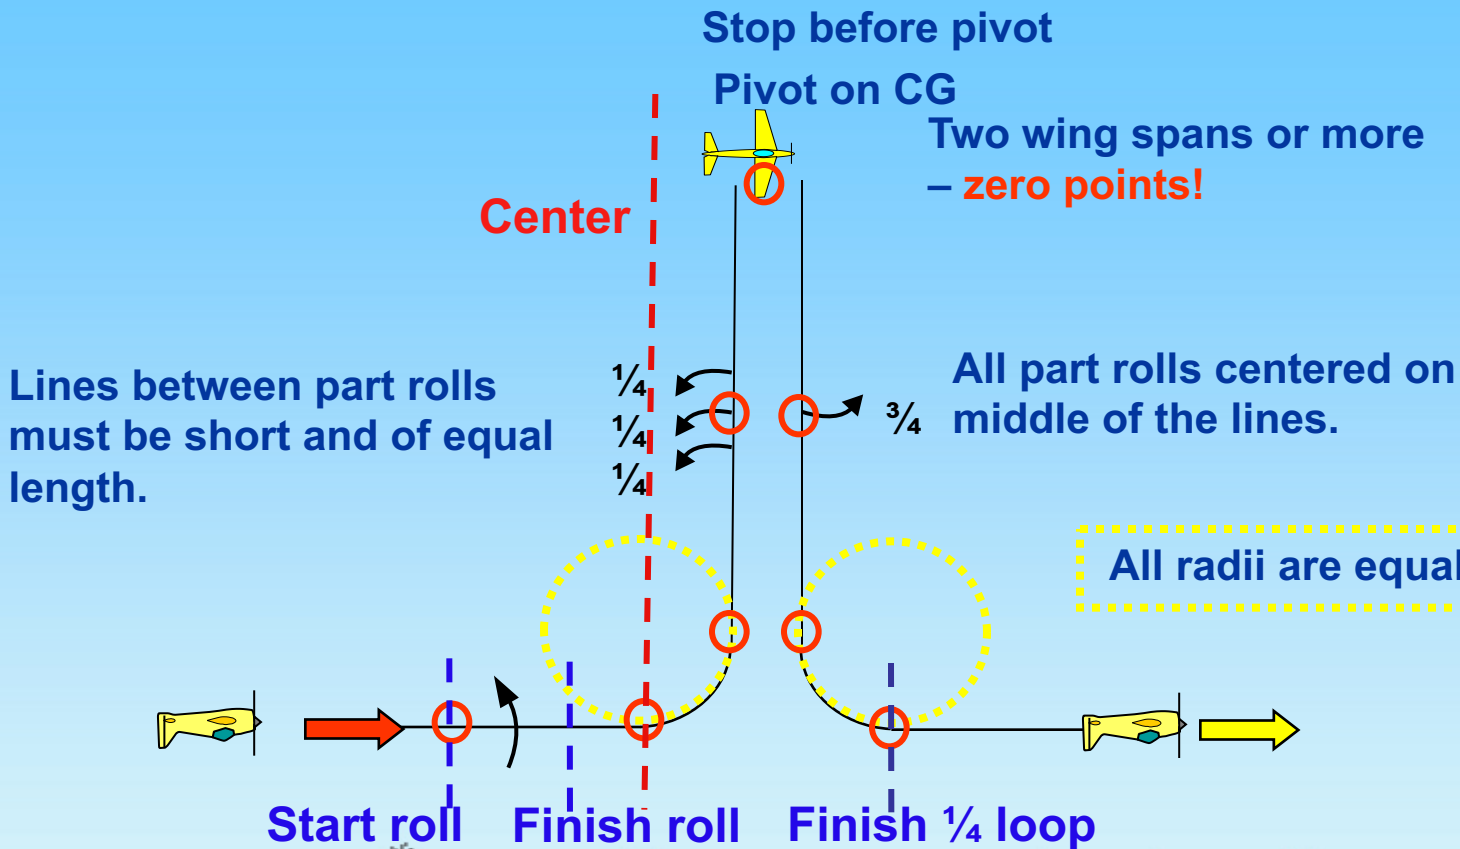 Stop before pivot
Pivot on CG
Two wing spans or more
– zero points!
Center
Lines between part rolls
must be short and of equal
length.
¼
¼
¼
¾
All part rolls centered on
middle of the lines.
All radii are equal
Start roll
Finish roll
Finish ¼ loop